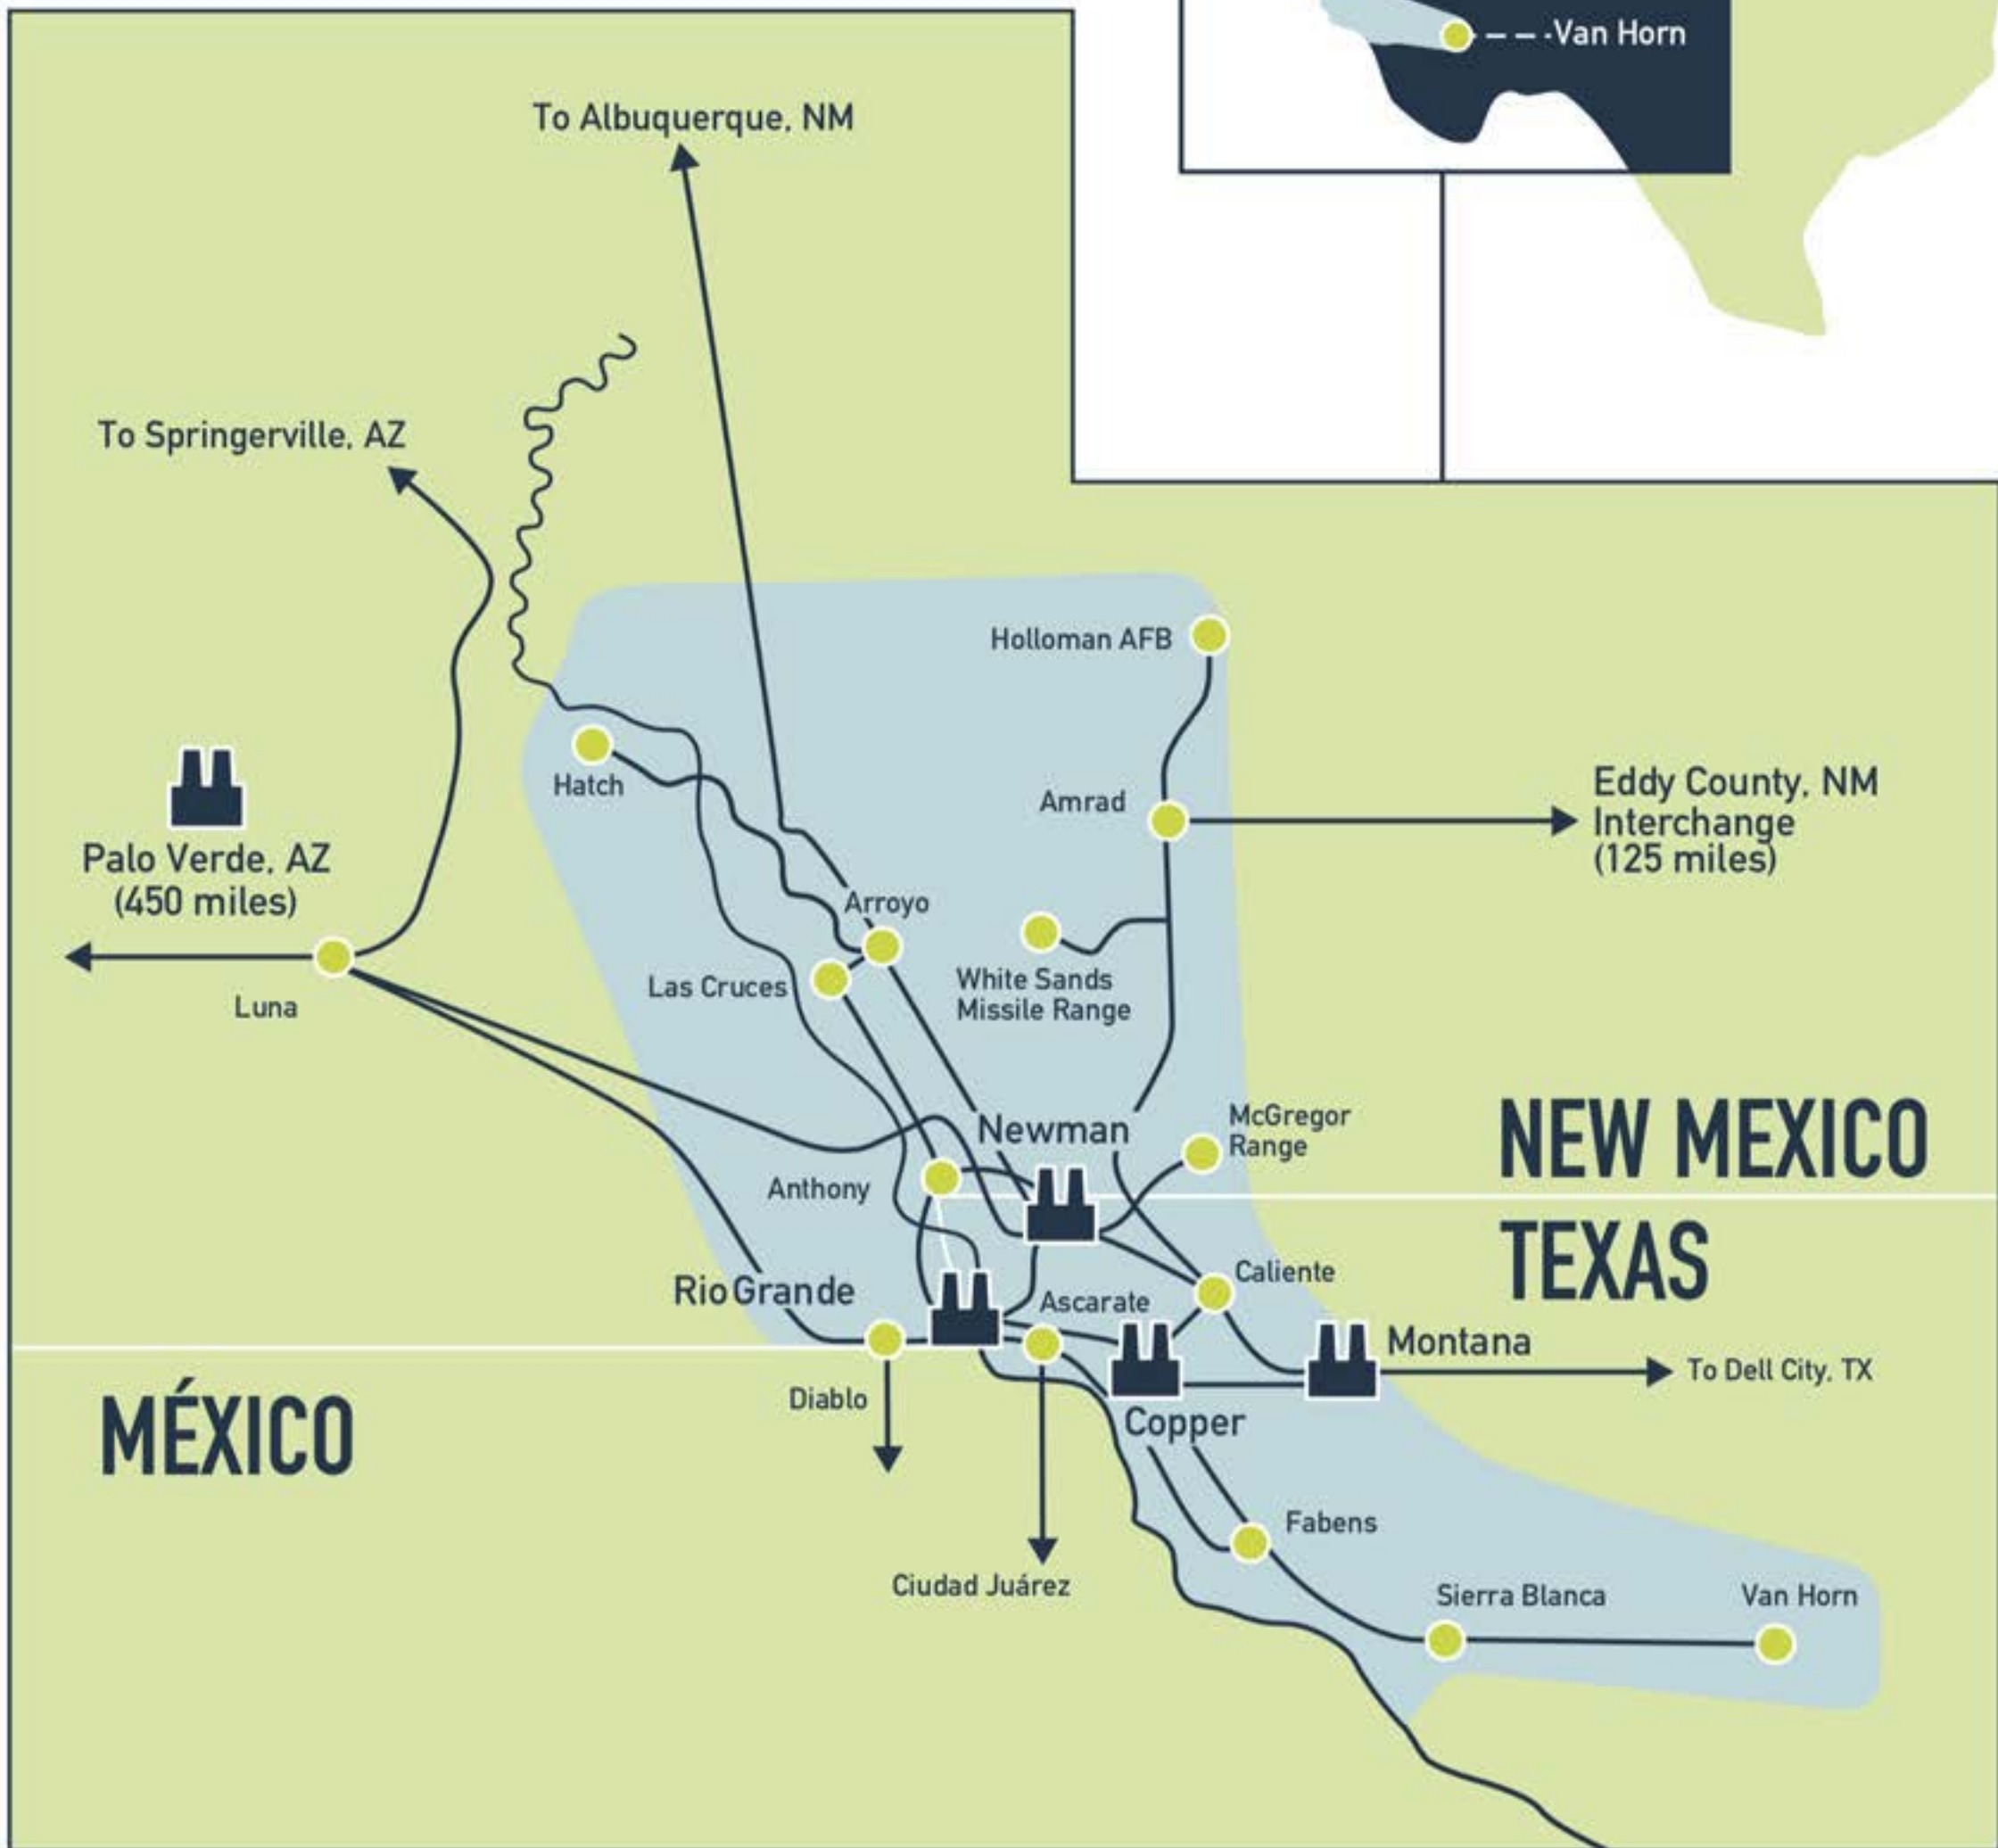 Van Horn
To Albuquerque, NM
To Springerville, AZ
Holloman AFB
Hatch
Amrad
Eddy County, NM
Interchange
(125 miles)
Palo Verde, AZ
(450 miles)
Arroyo
Luna
Las Cruces
White Sands
Missile Range
Newman
McGregor
Range
NEW MEXICO
Anthony
TEXAS
Rio Grande
Ascarate
Caliente
Montana
To Dell City, TX
Diablo
MÉXICO
Copper
Fabens
Ciudad Juárez
Sierra Blanca
Van Horn